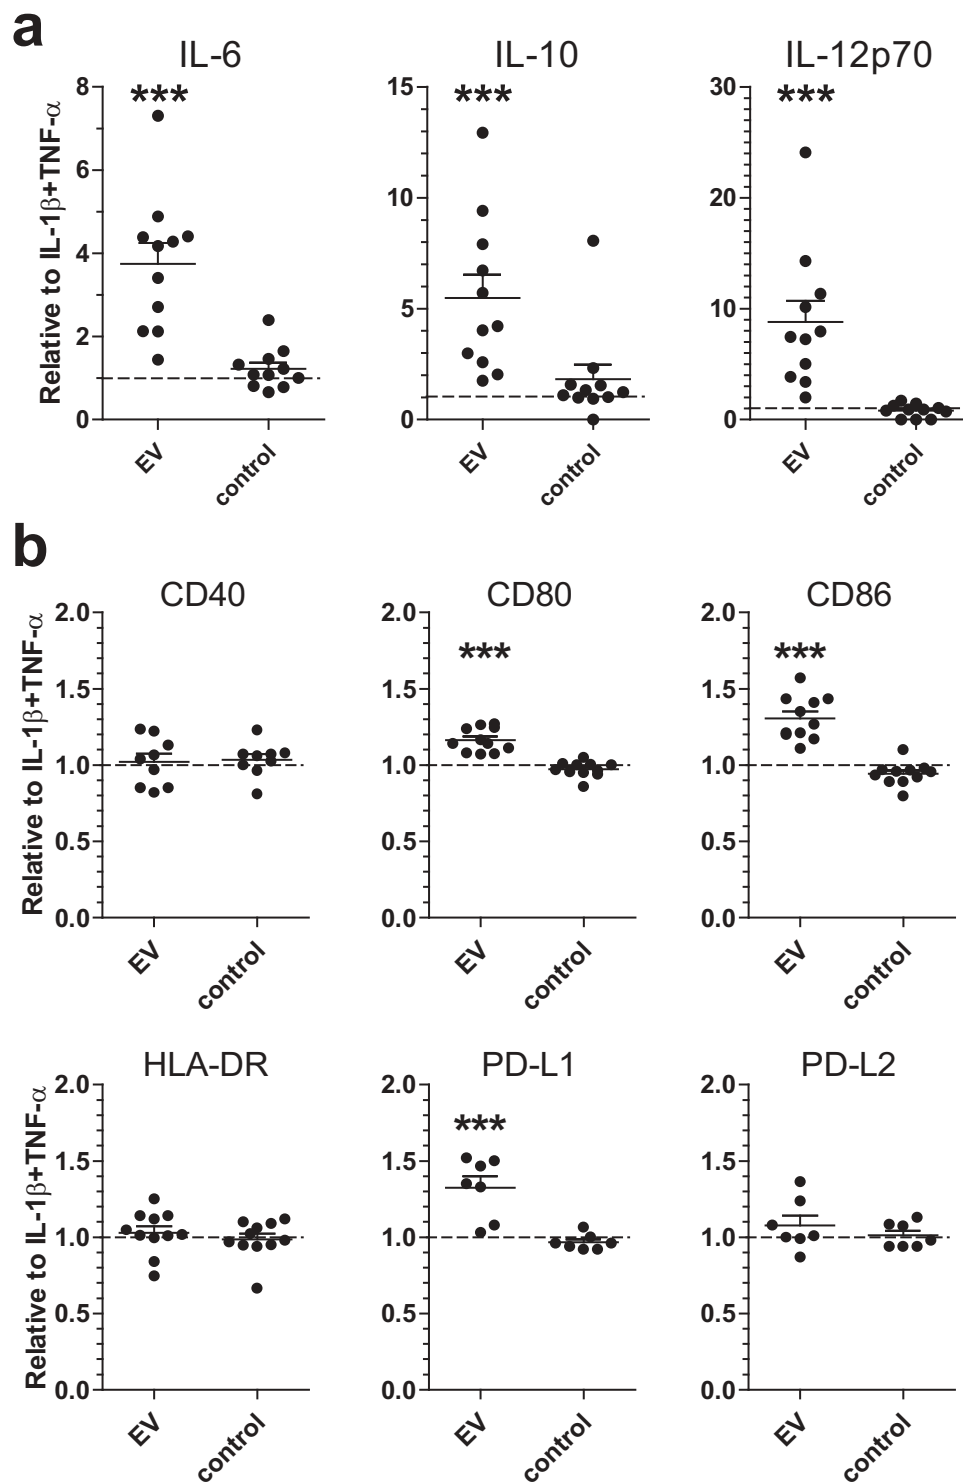 a
IL-6 IL-10 IL-12p70
Relative to IL-1β+TNF-α
8 6 4 2 0
***
EV control
15 10 5 0
***
EV control
30 20 10 0
***
EV control
b
CD40 CD80 CD86
Relative to IL-1β+TNF-α
2.0 1.5 1.0 0.5 0.0
EV control
2.0 1.5 1.0 0.5 0.0
***
EV control
2.0 1.5 1.0 0.5 0.0
***
EV control
HLA-DR PD-L1 PD-L2
Relative to IL-1β+TNF-α
2.0 1.5 1.0 0.5 0.0
EV control
2.0 1.5 1.0 0.5 0.0
***
EV control
2.0 1.5 1.0 0.5 0.0
EV control